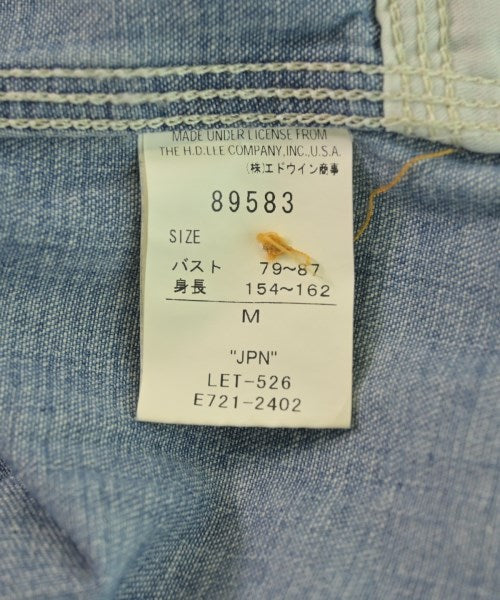 MADE UNDER LICENSE FROM
THE H.D.LEE COMPANY,INC.,U.S.A.
(株)エドウイン商事
89583
SIZE
バスト 79~87
身長 154~162
M
"JPN"
LET-526
E721-2402